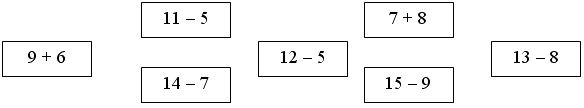 11 – 5
7 + 8
9 + 6
12 – 5
13 – 8
14 – 7
15 – 9